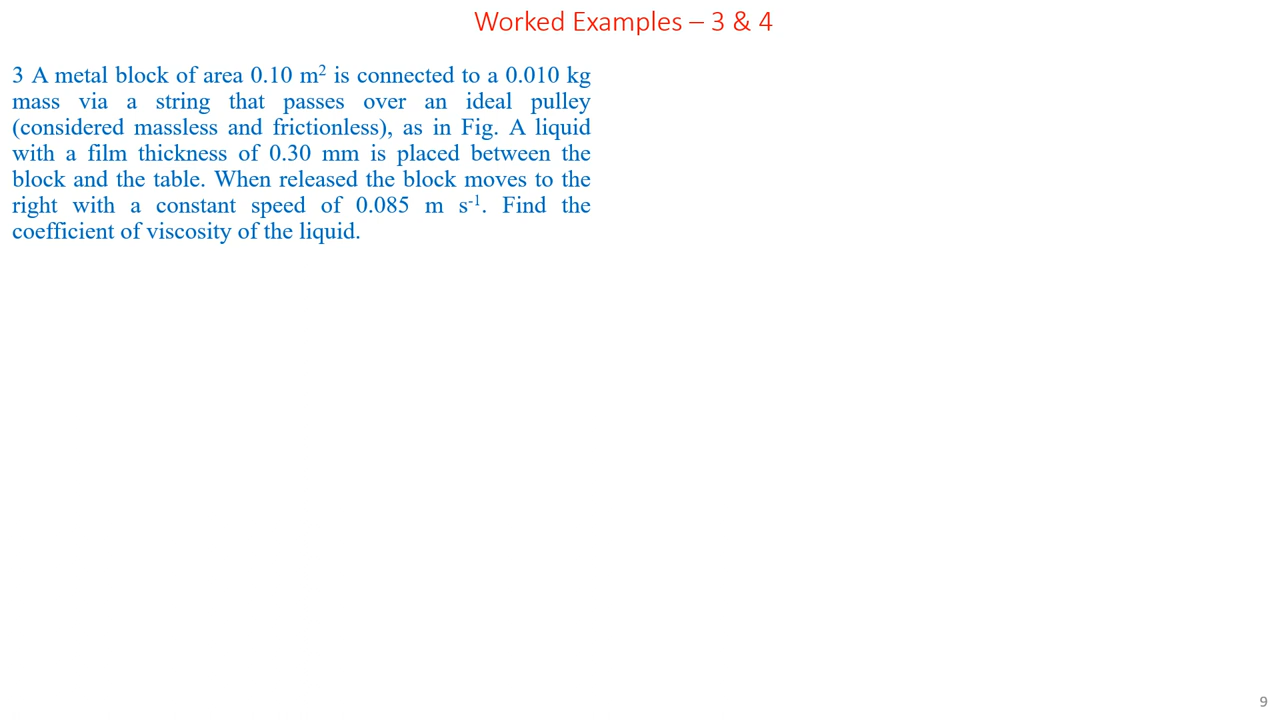 Worked Examples – 3 & 4
3 A metal block of area 0.10 m² is connected to a 0.010 kg
mass via a string that passes over an ideal pulley
(considered massless and frictionless), as in Fig. A liquid
with a film thickness of 0.30 mm is placed between the
block and the table. When released the block moves to the
right with a constant speed of 0.085 m s⁻¹. Find the
coefficient of viscosity of the liquid.
9